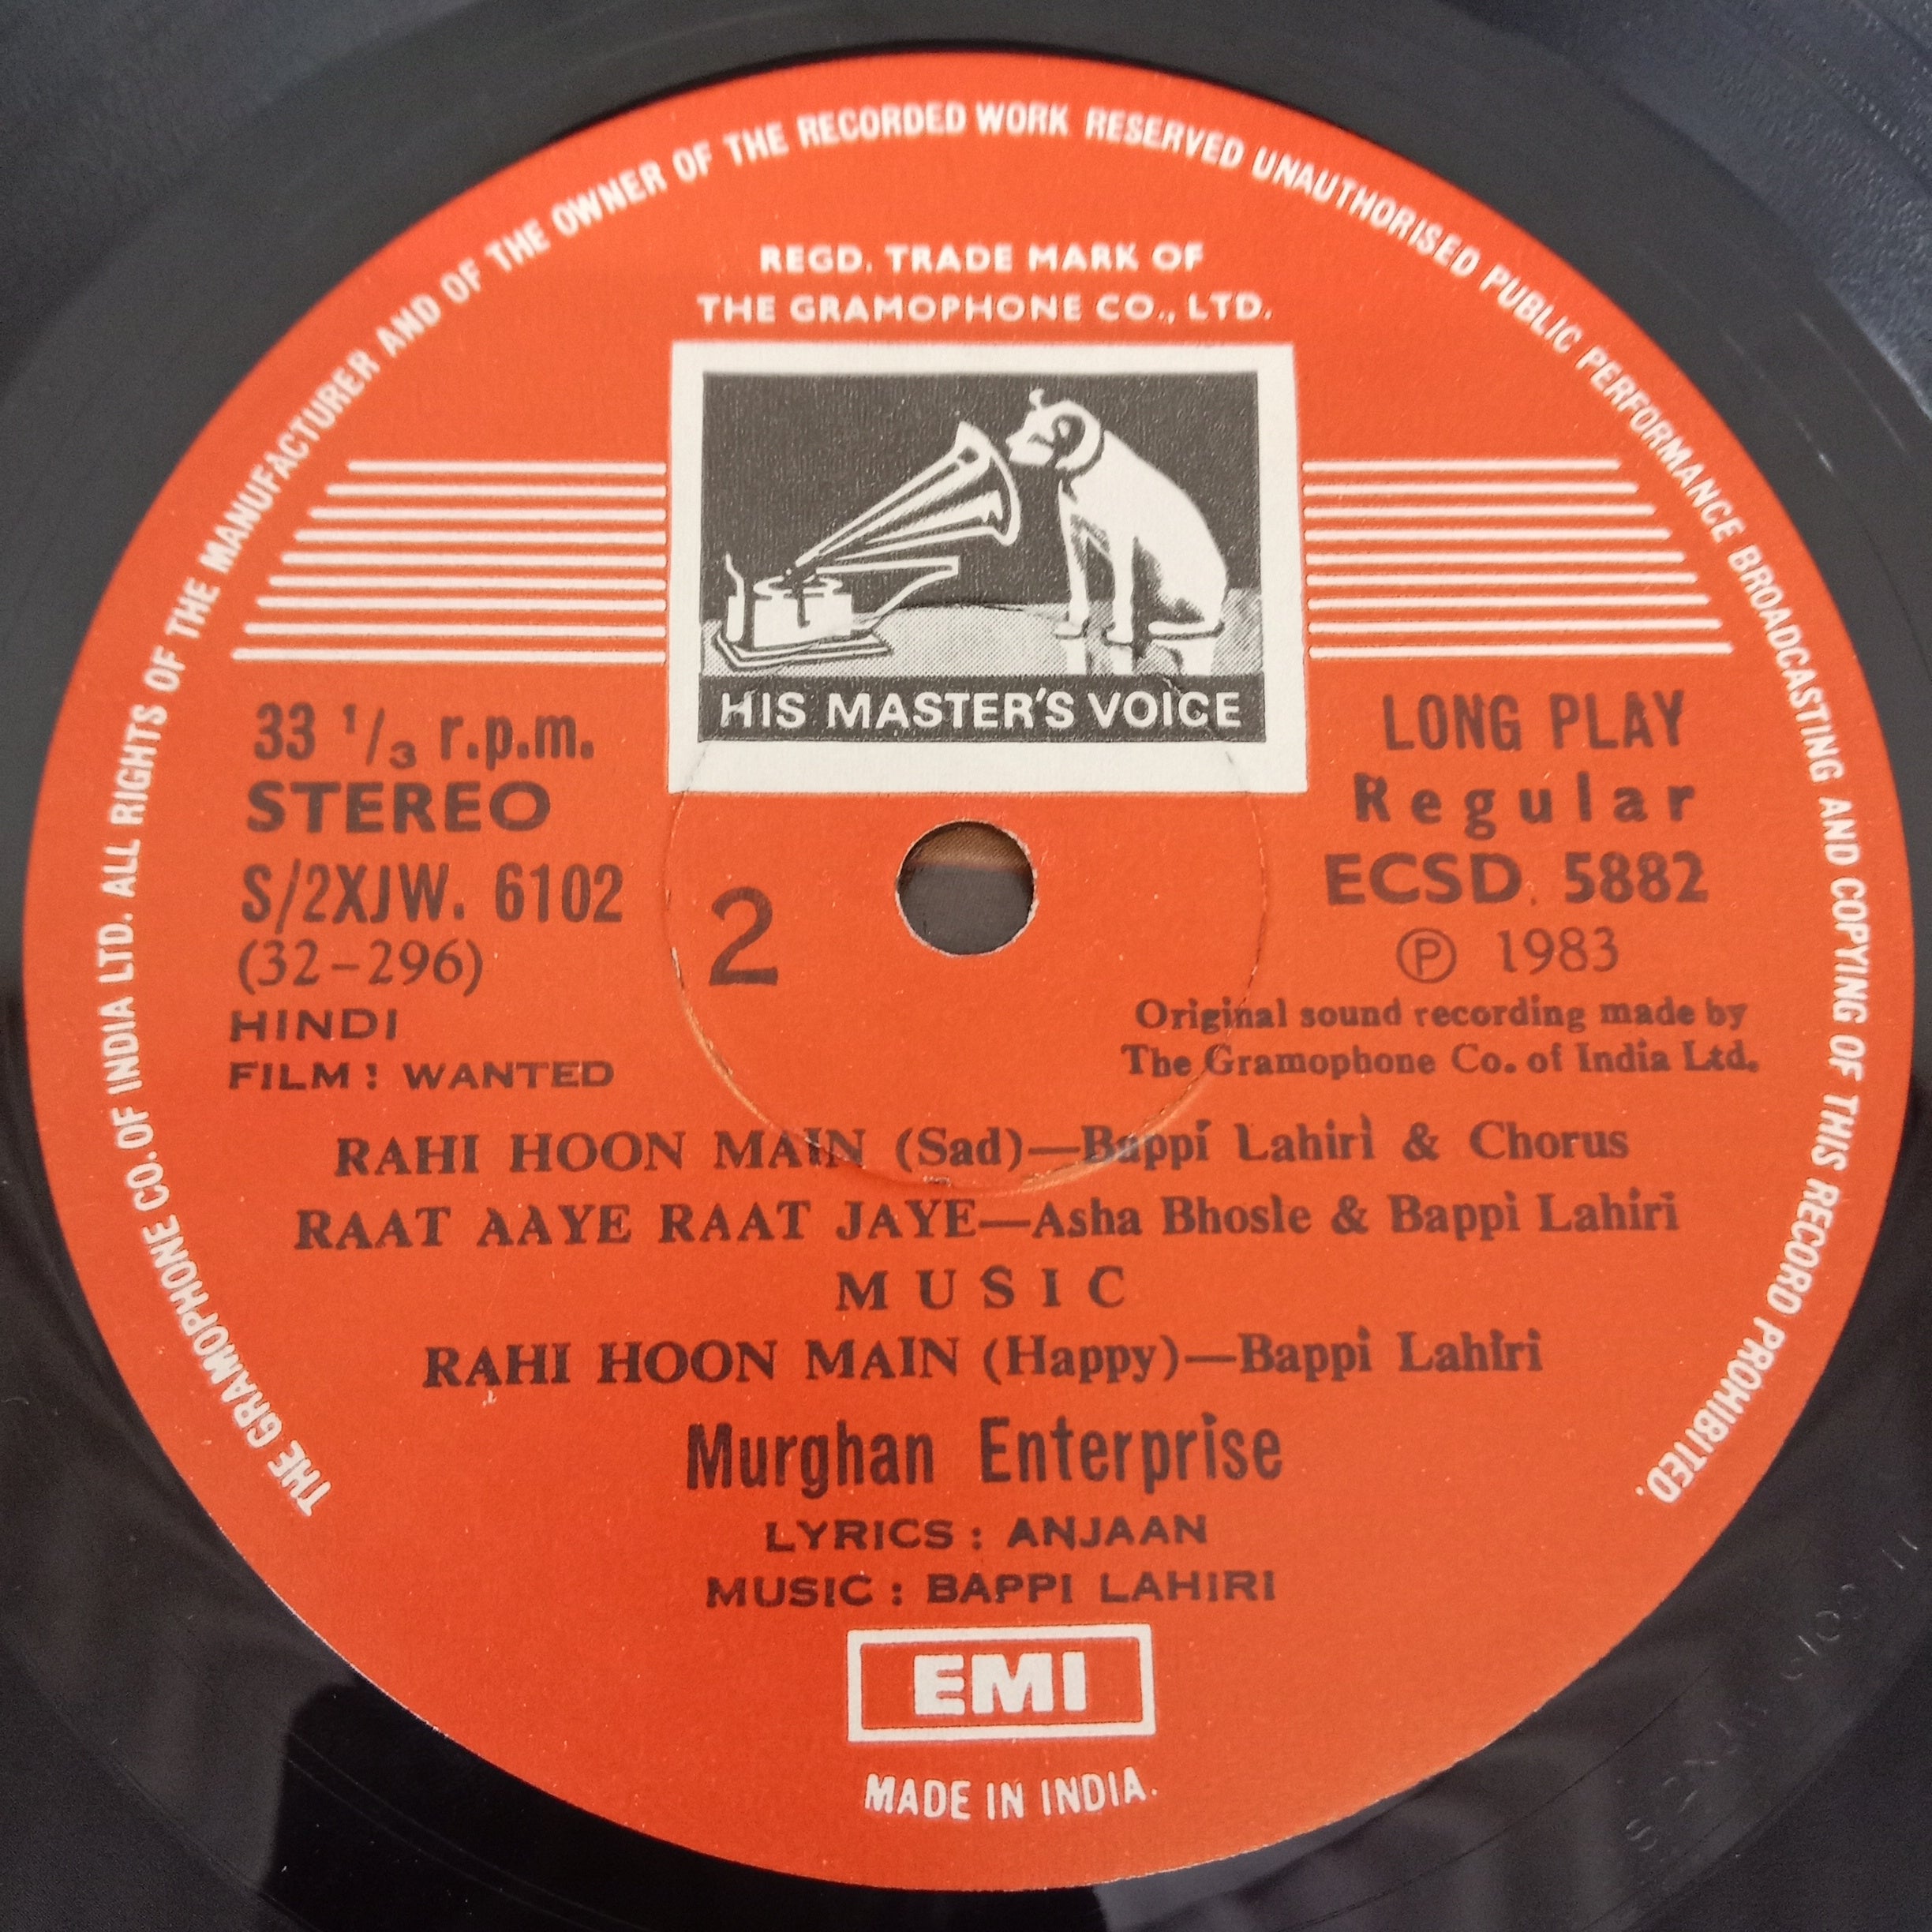 THE GRAMOPHONE CO. OF INDIA LTD. ALL RIGHTS OF THE MANUFACTURER AND OF THE OWNER OF THE RECORDED WORK RESERVED UNAUTHORISED PUBLIC PERFORMANCE BROADCASTING AND COPYING OF THIS RECORD PROHIBITED.
REGD. TRADE MARK OF
THE GRAMOPHONE CO., LTD.
HIS MASTER'S VOICE
33 1/3 r.p.m.
STEREO
S/2XJW. 6102
(32-296)
HINDI
FILM : WANTED
2
LONG PLAY
Regular
ECSD. 5882
Ⓟ 1983
Original sound recording made by
The Gramophone Co. of India Ltd.
RAHI HOON MAIN (Sad)—Bappi Lahiri & Chorus
RAAT AAYE RAAT JAYE—Asha Bhosle & Bappi Lahiri
MUSIC
RAHI HOON MAIN (Happy)—Bappi Lahiri
Murghan Enterprise
LYRICS : ANJAAN
MUSIC : BAPPI LAHIRI
EMI
MADE IN INDIA.